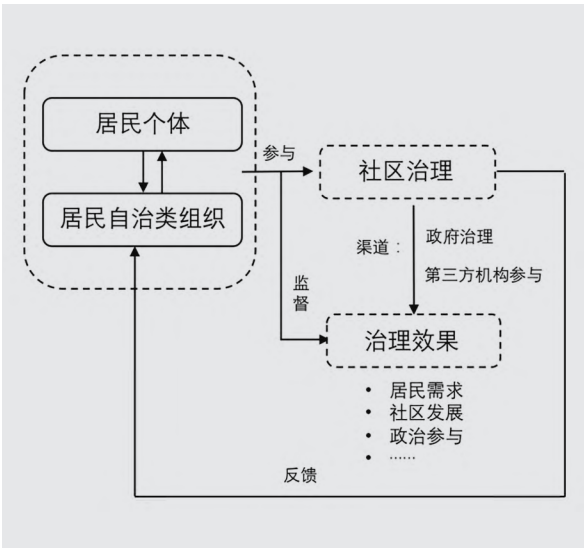 居民个体
参与
社区治理
居民自治类组织
渠道：
政府治理
第三方机构参与
监
督
治理效果
• 居民需求
• 社区发展
• 政治参与
• ……
反馈